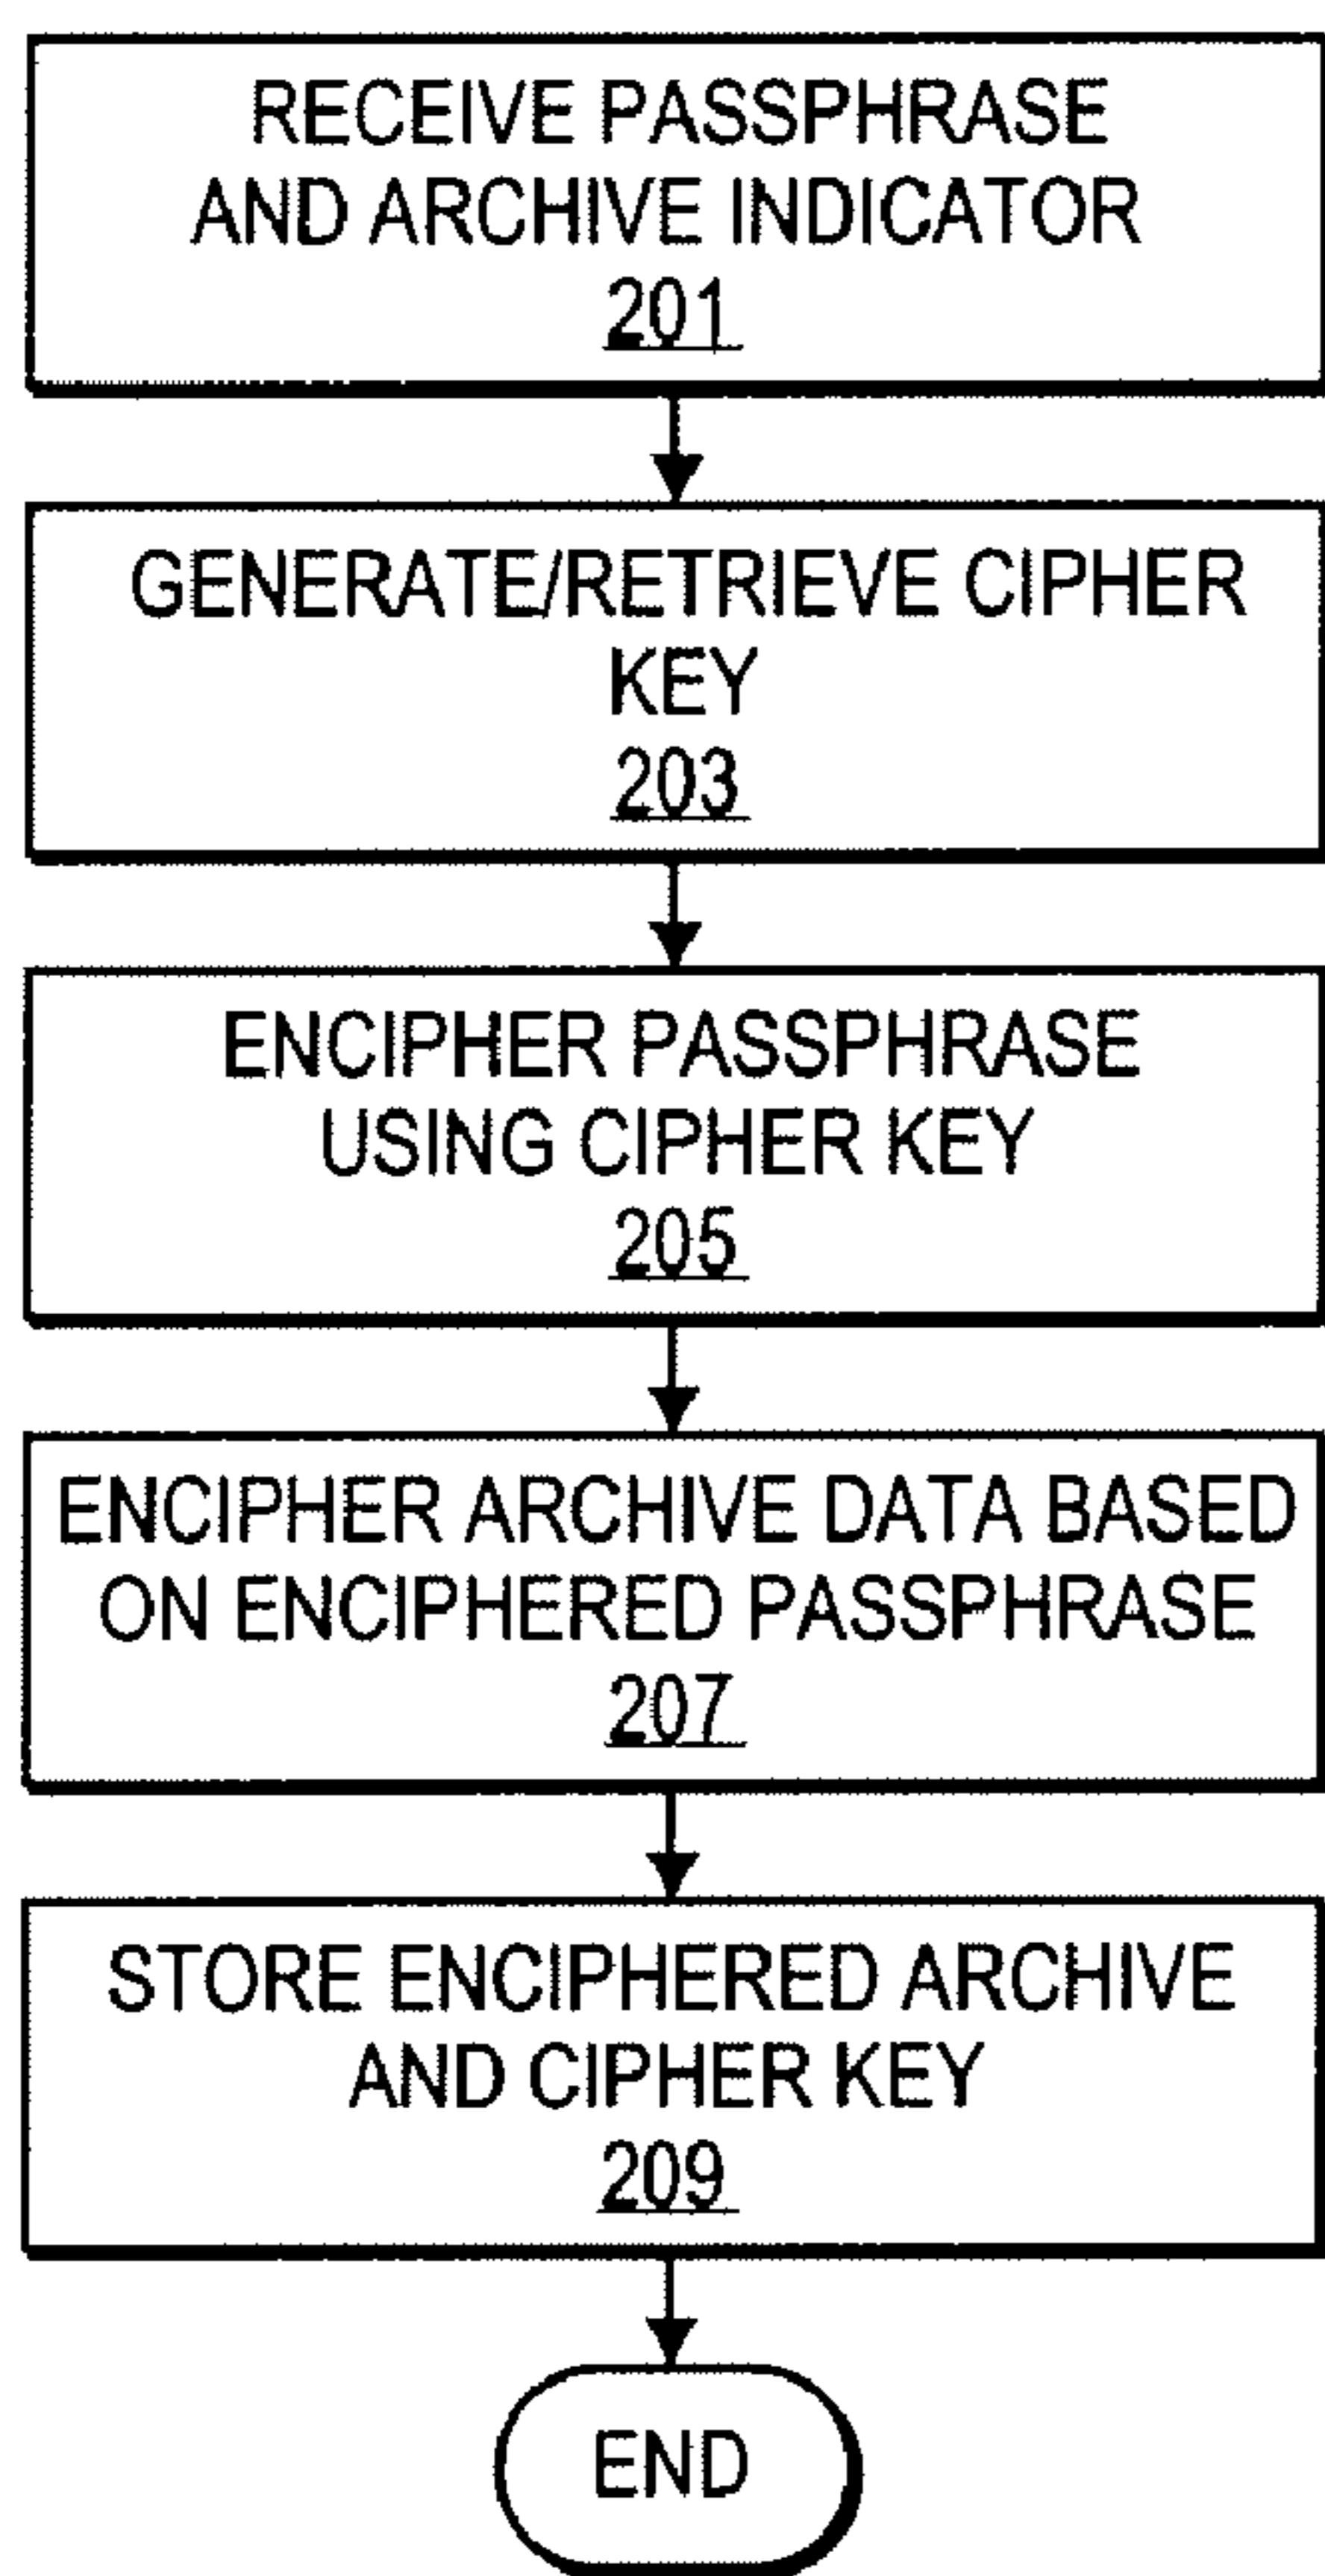 RECEIVE PASSPHRASE
AND ARCHIVE INDICATOR
201
GENERATE/RETRIEVE CIPHER
KEY
203
ENCIPHER PASSPHRASE
USING CIPHER KEY
205
ENCIPHER ARCHIVE DATA BASED
ON ENCIPHERED PASSPHRASE
207
STORE ENCIPHERED ARCHIVE
AND CIPHER KEY
209
END